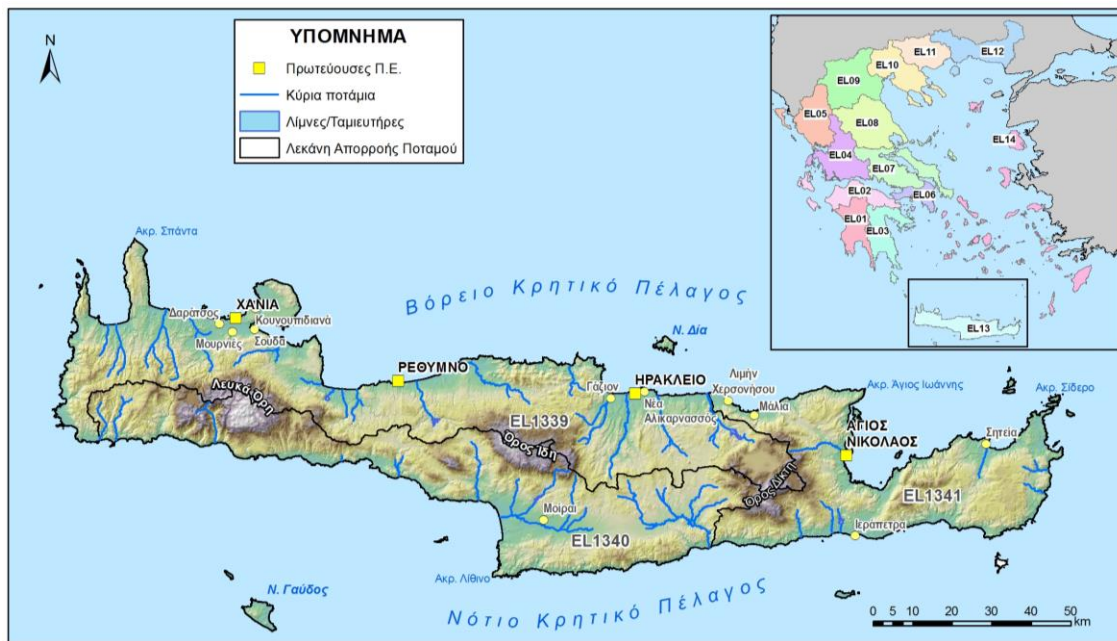 N
ΥΠΟΜΝΗΜΑ
Πρωτεύουσες Π.Ε.
Κύρια ποτάμια
Λίμνες/Ταμιευτήρες
Λεκάνη Απορροής Ποταμού
EL12
EL11
EL10
EL09
EL05
EL08
EL14
EL04
EL07
EL02
EL06
EL01
EL03
EL13
Ακρ. Σπάντα
Βόρειο Κρητικό Πέλαγος
ΧΑΝΙΑ
Δαράτσος
Κουνουπιδιανά
Μουρνιές
Σούδα
Ν. Δία
ΡΕΘΥΜΝΟ
Γάζιον
ΗΡΑΚΛΕΙΟ
Λιμήν
Χερσονήσου
Ακρ. Άγιος Ιωάννης
Ακρ. Σίδερο
Λευκά Όρη
EL1339
Νέα
Αλικαρνασσός
Μάλια
ΑΓΙΟΣ
ΝΙΚΟΛΑΟΣ
Σητεία
Όρος Ίδη
Όρος Δίκτη
EL1341
Μοίραι
EL1340
Ιεράπετρα
Ακρ. Λίθινο
Ν. Γαύδος
Νότιο Κρητικό Πέλαγος
0 5 10 20 30 40 50
km